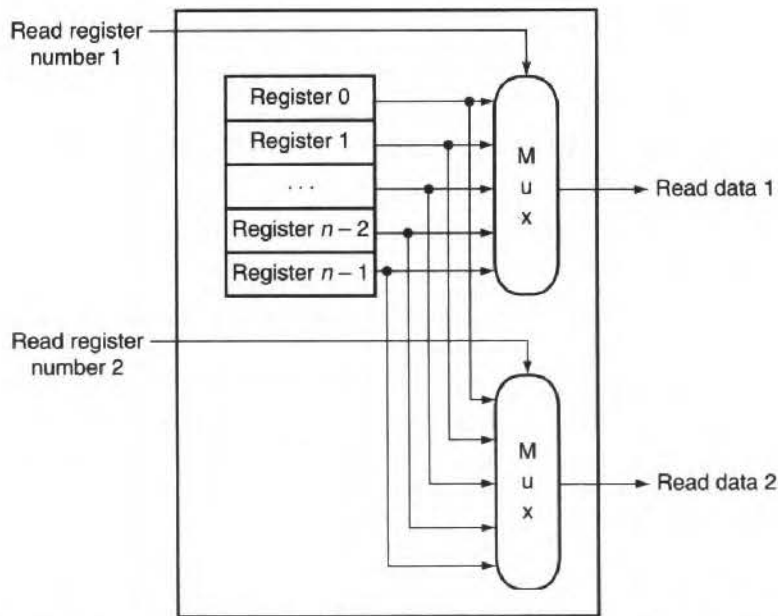 Read register
number 1
Register 0
Register 1
. . .
Register n – 2
Register n – 1
M
u
x
Read data 1
Read register
number 2
M
u
x
Read data 2